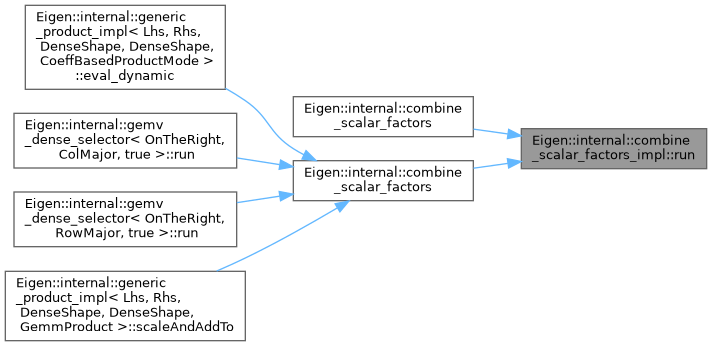 Eigen::internal::generic
_product_impl< Lhs, Rhs,
DenseShape, DenseShape,
CoeffBasedProductMode >
::eval_dynamic
Eigen::internal::gemv
_dense_selector< OnTheRight,
ColMajor, true >::run
Eigen::internal::gemv
_dense_selector< OnTheRight,
RowMajor, true >::run
Eigen::internal::generic
_product_impl< Lhs, Rhs,
DenseShape, DenseShape,
GemmProduct >::scaleAndAddTo
Eigen::internal::combine
_scalar_factors
Eigen::internal::combine
_scalar_factors
Eigen::internal::combine
_scalar_factors_impl::run